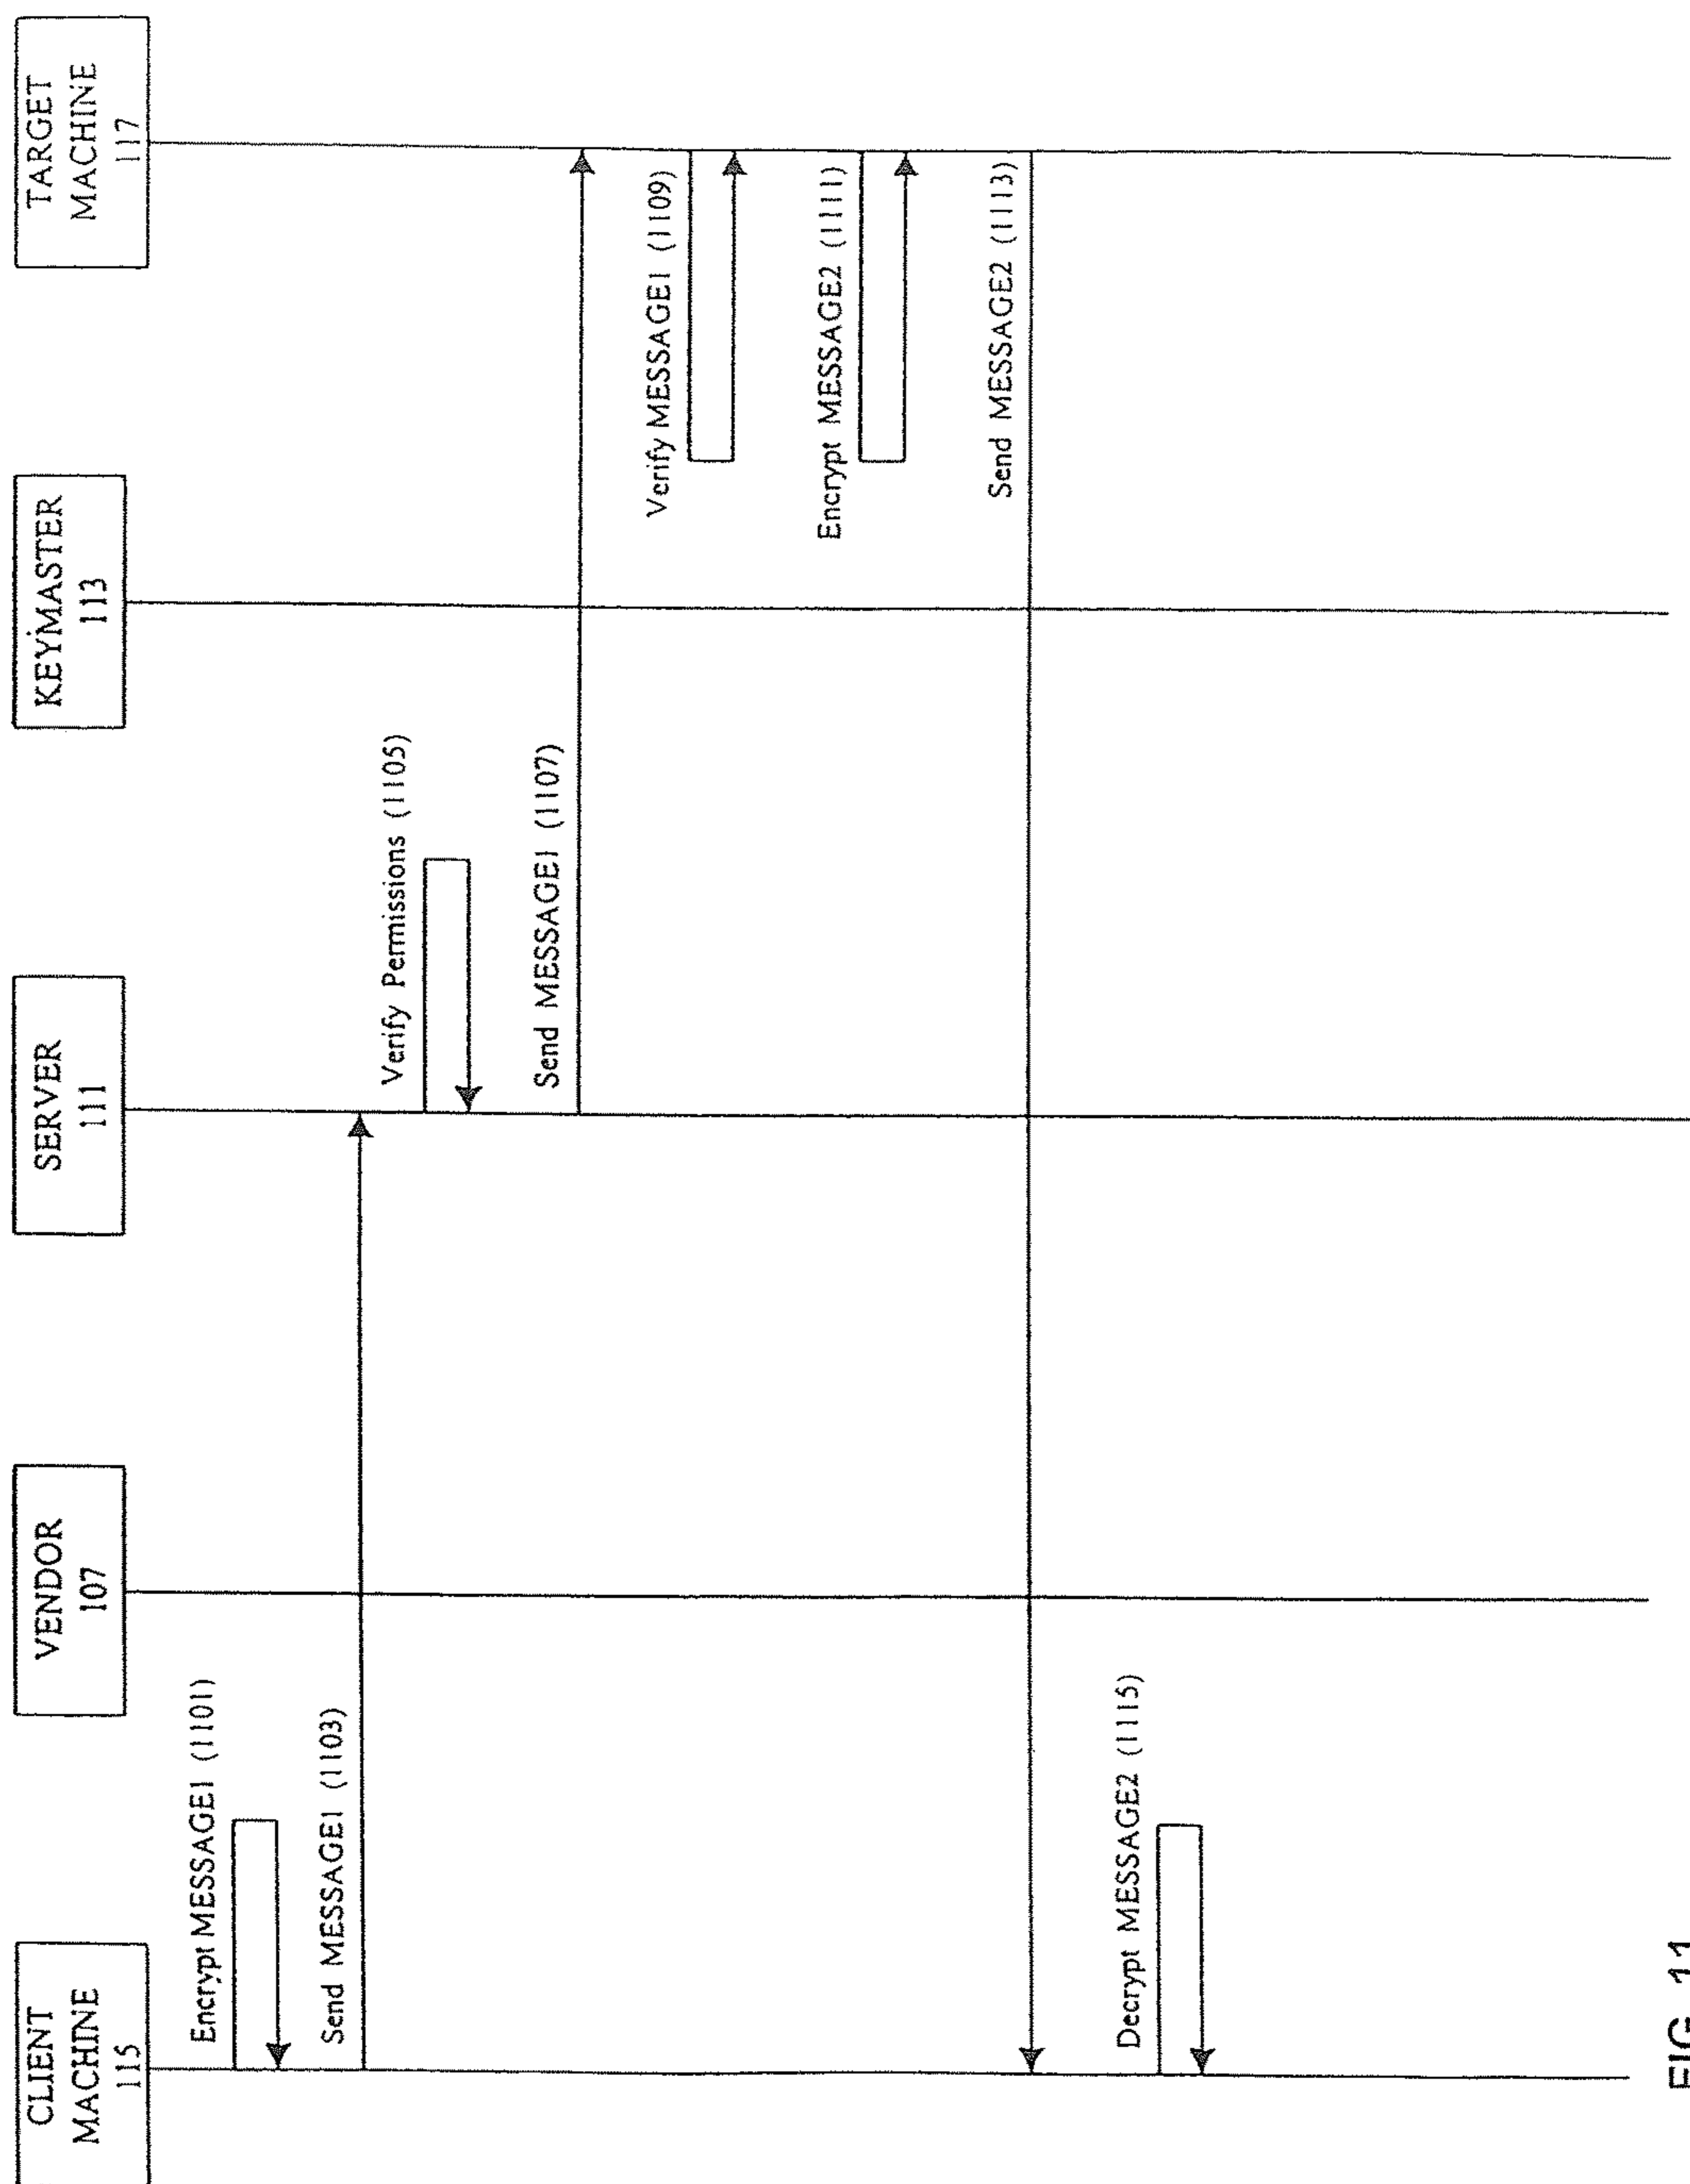 CLIENT
MACHINE
115
VENDOR
107
SERVER
111
KEYMASTER
113
TARGET
MACHINE
117
Encrypt MESSAGE1 (1101)
Send MESSAGE1 (1103)
Verify Permissions (1105)
Send MESSAGE1 (1107)
Verify MESSAGE1 (1109)
Encrypt MESSAGE2 (1111)
Send MESSAGE2 (1113)
Decrypt MESSAGE2 (1115)
FIG. 11